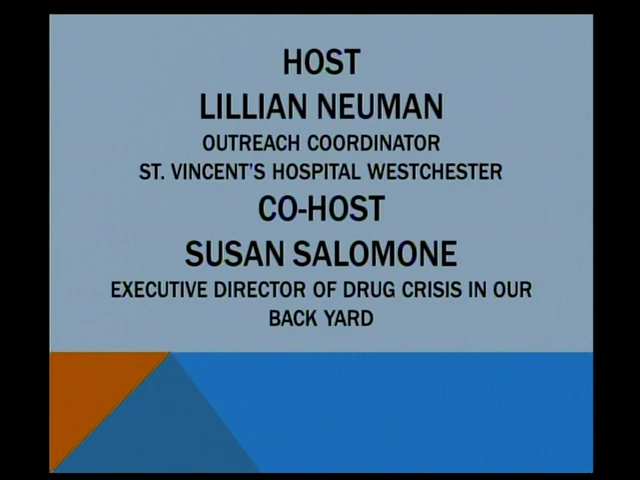 HOST
LILLIAN NEUMAN
OUTREACH COORDINATOR
ST. VINCENT'S HOSPITAL WESTCHESTER
CO-HOST
SUSAN SALOMONE
EXECUTIVE DIRECTOR OF DRUG CRISIS IN OUR
BACK YARD